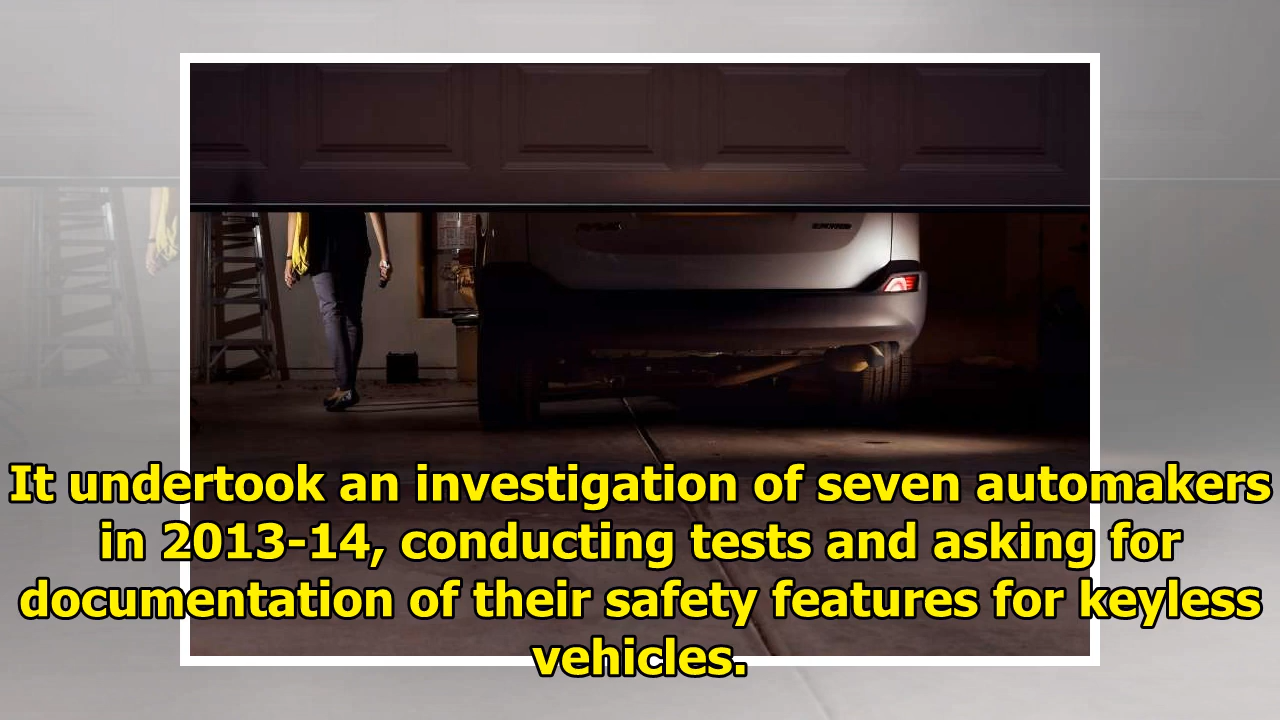 It undertook an investigation of seven automakers
in 2013-14, conducting tests and asking for
documentation of their safety features for keyless
vehicles.